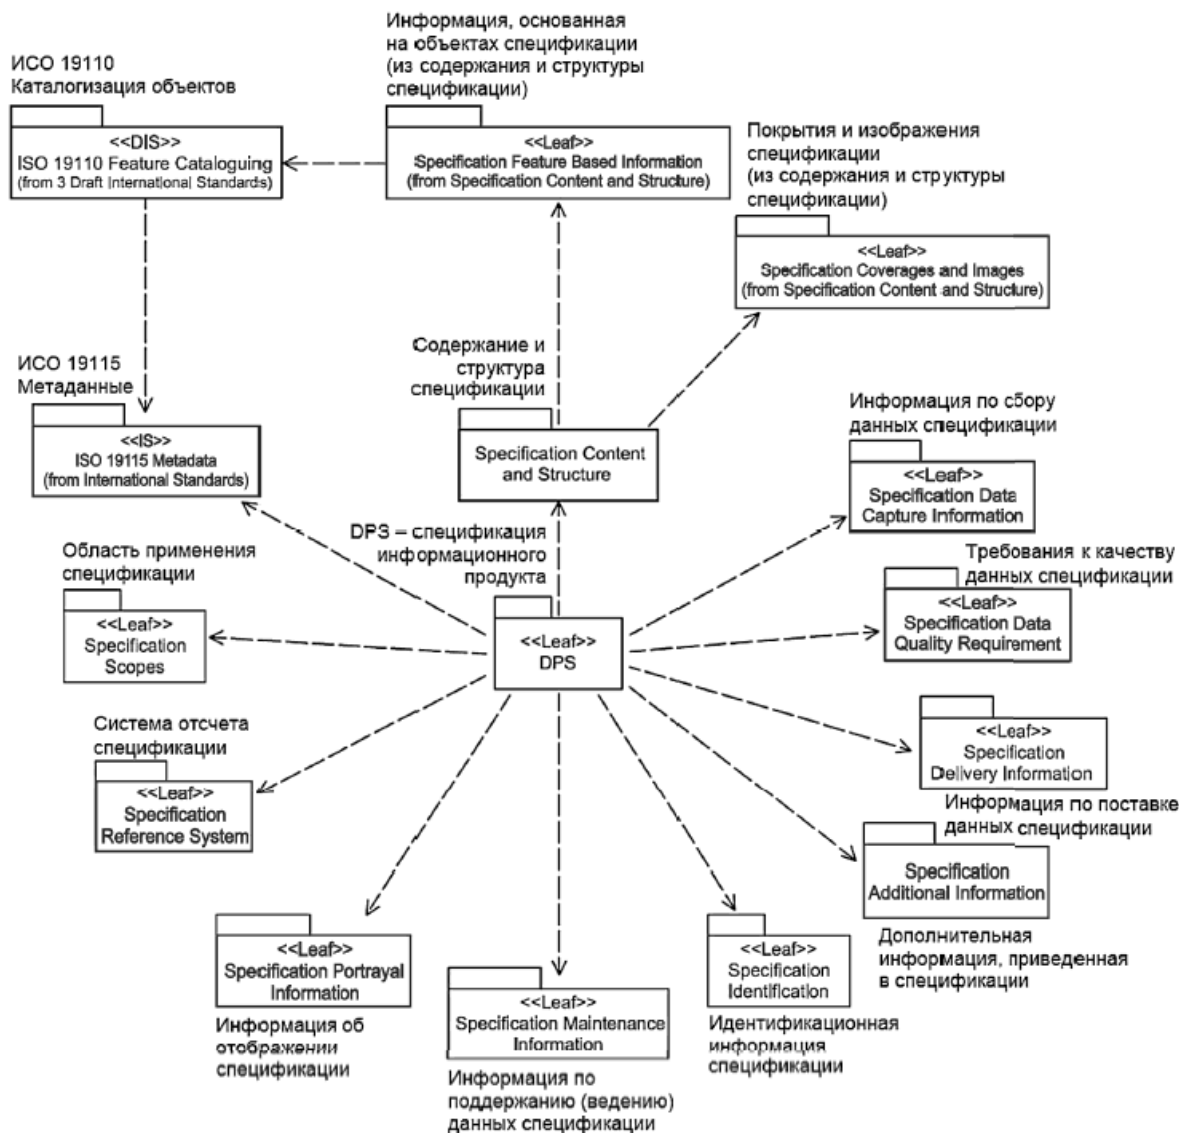 Информация, основанная
на объектах спецификации
(из содержания и структуры
спецификации)
ИСО 19110
Каталогизация объектов
<<DIS>>
ISO 19110 Feature Cataloguing
(from 3 Draft International Standards)
<<Leaf>>
Specification Feature Based Information
(from Specification Content and Structure)
Покрытия и изображения
спецификации
(из содержания и структуры
спецификации)
<<Leaf>>
Specification Coverages and Images
(from Specification Content and Structure)
Содержание и
структура
спецификации
ИСО 19115
Метаданные
<<IS>>
ISO 19115 Metadata
(from International Standards)
Specification Content
and Structure
Информация по сбору
данных спецификации
<<Leaf>>
Specification Data
Capture Information
DPS – спецификация
информационного
продукта
Область применения
спецификации
<<Leaf>>
Specification
Scopes
<<Leaf>>
DPS
Требования к качеству
данных спецификации
<<Leaf>>
Specification Data
Quality Requirement
Система отсчета
спецификации
<<Leaf>>
Specification
Reference System
<<Leaf>>
Specification
Delivery Information
Информация по поставке
данных спецификации
Specification
Additional Information
Дополнительная
информация, приведенная
в спецификации
<<Leaf>>
Specification Portrayal
Information
Информация об
отображении
спецификации
<<Leaf>>
Specification Maintenance
Information
Информация по
поддержанию (ведению)
данных спецификации
<<Leaf>>
Specification
Identification
Идентификационная
информация
спецификации